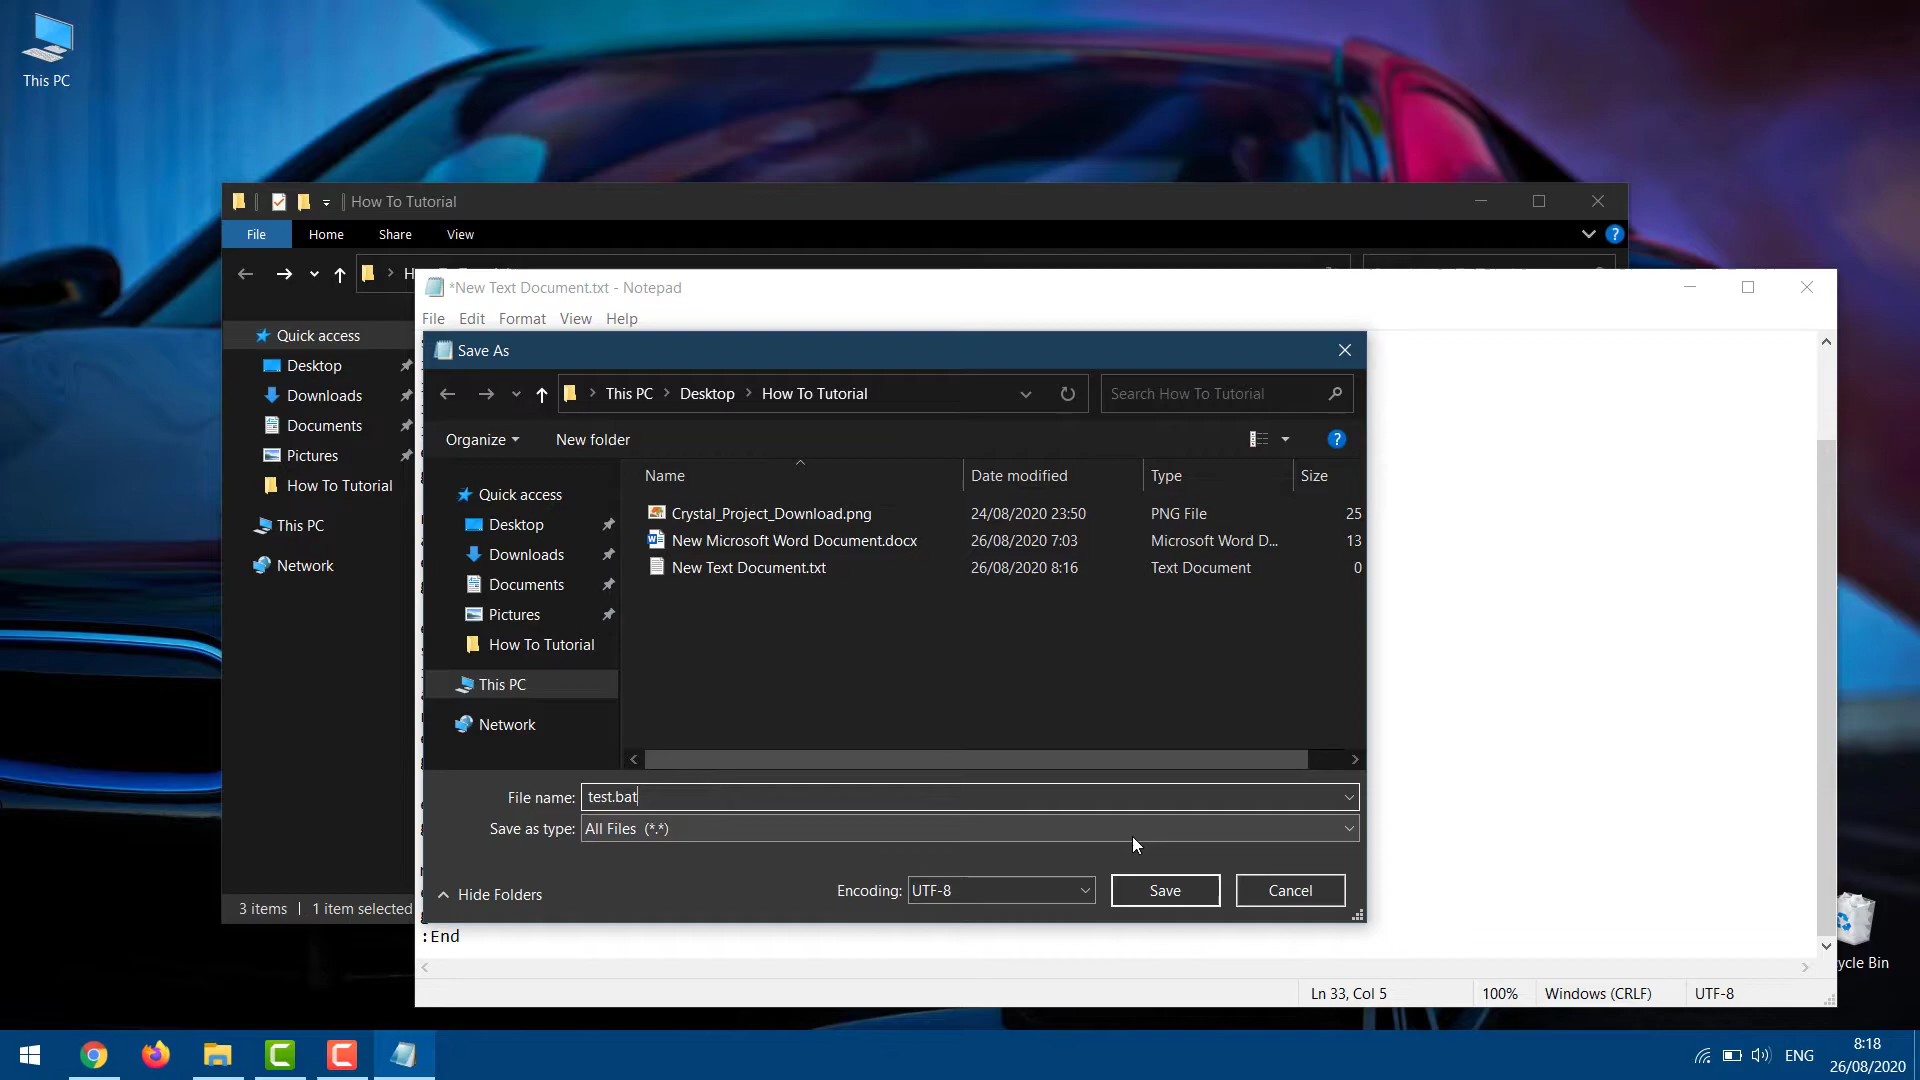 This PC
How To Tutorial
File Home Share View
*New Text Document.txt - Notepad
File Edit Format View Help
Quick access
Desktop
Downloads
Documents
Pictures
How To Tutorial
This PC
Network
3 items 1 item selected
Save As
This PC Desktop How To Tutorial
Search How To Tutorial
Organize New folder
Name Date modified Type Size
Quick access
Desktop
Downloads
Documents
Pictures
How To Tutorial
This PC
Network
Crystal_Project_Download.png 24/08/2020 23:50 PNG File 25
New Microsoft Word Document.docx 26/08/2020 7:03 Microsoft Word D... 13
New Text Document.txt 26/08/2020 8:16 Text Document 0
File name: test.bat
Save as type: All Files (*.*)
Hide Folders
Encoding: UTF-8 Save Cancel
:End
Ln 33, Col 5 100% Windows (CRLF) UTF-8
ycle Bin
ENG
8:18
26/08/2020